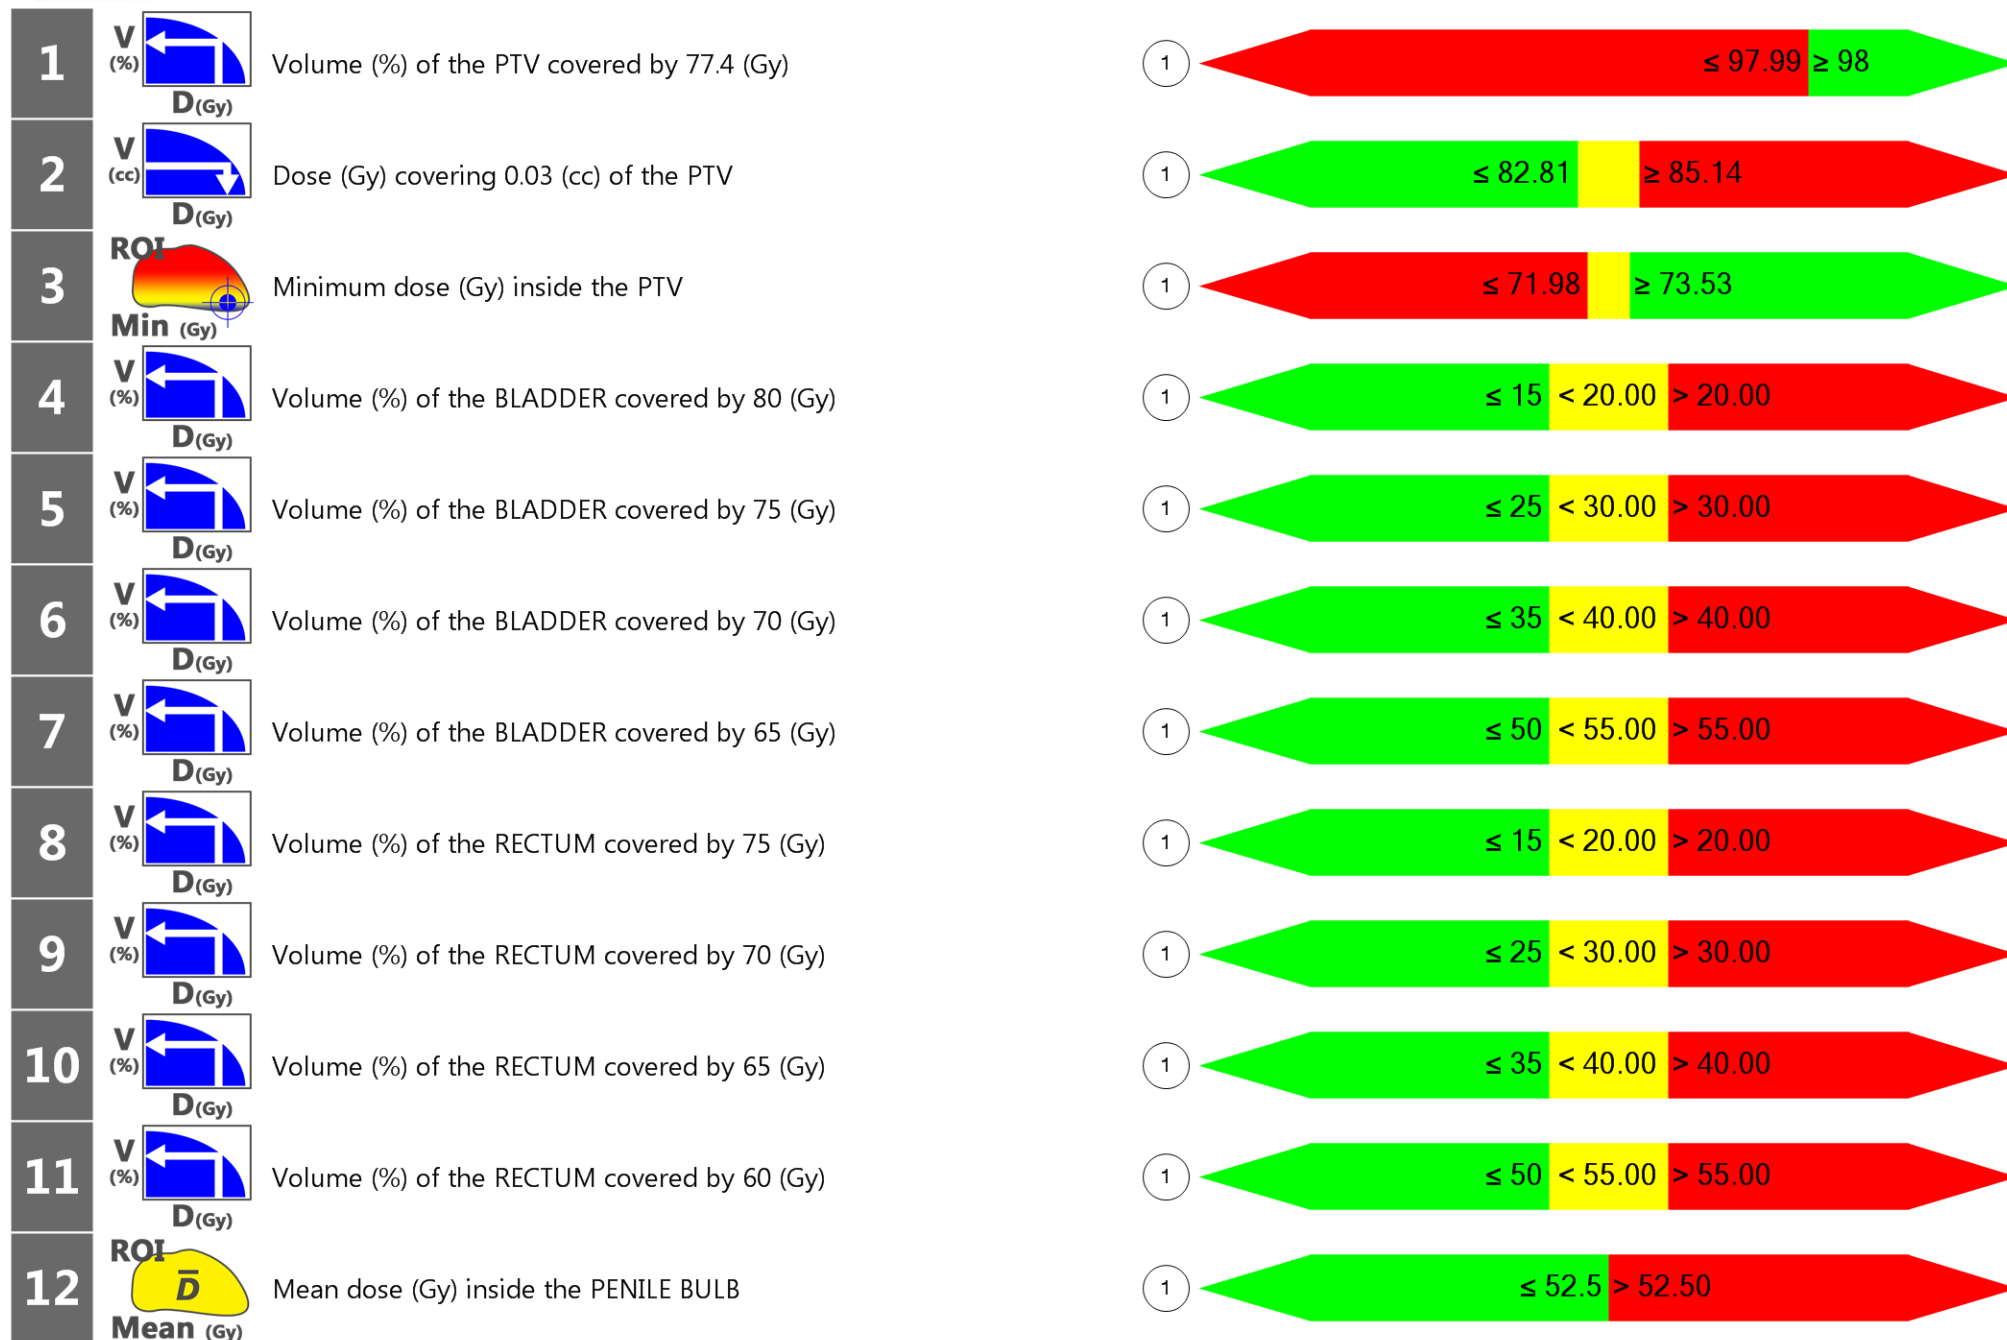 1 V (%) D(Gy) Volume (%) of the PTV covered by 77.4 (Gy) 1 ≤ 97.99 ≥ 98
2 V (cc) D(Gy) Dose (Gy) covering 0.03 (cc) of the PTV 1 ≤ 82.81 ≥ 85.14
3 ROI Min (Gy) Minimum dose (Gy) inside the PTV 1 ≤ 71.98 ≥ 73.53
4 V (%) D(Gy) Volume (%) of the BLADDER covered by 80 (Gy) 1 ≤ 15 < 20.00 > 20.00
5 V (%) D(Gy) Volume (%) of the BLADDER covered by 75 (Gy) 1 ≤ 25 < 30.00 > 30.00
6 V (%) D(Gy) Volume (%) of the BLADDER covered by 70 (Gy) 1 ≤ 35 < 40.00 > 40.00
7 V (%) D(Gy) Volume (%) of the BLADDER covered by 65 (Gy) 1 ≤ 50 < 55.00 > 55.00
8 V (%) D(Gy) Volume (%) of the RECTUM covered by 75 (Gy) 1 ≤ 15 < 20.00 > 20.00
9 V (%) D(Gy) Volume (%) of the RECTUM covered by 70 (Gy) 1 ≤ 25 < 30.00 > 30.00
10 V (%) D(Gy) Volume (%) of the RECTUM covered by 65 (Gy) 1 ≤ 35 < 40.00 > 40.00
11 V (%) D(Gy) Volume (%) of the RECTUM covered by 60 (Gy) 1 ≤ 50 < 55.00 > 55.00
12 ROI D̅ Mean (Gy) Mean dose (Gy) inside the PENILE BULB 1 ≤ 52.5 > 52.50